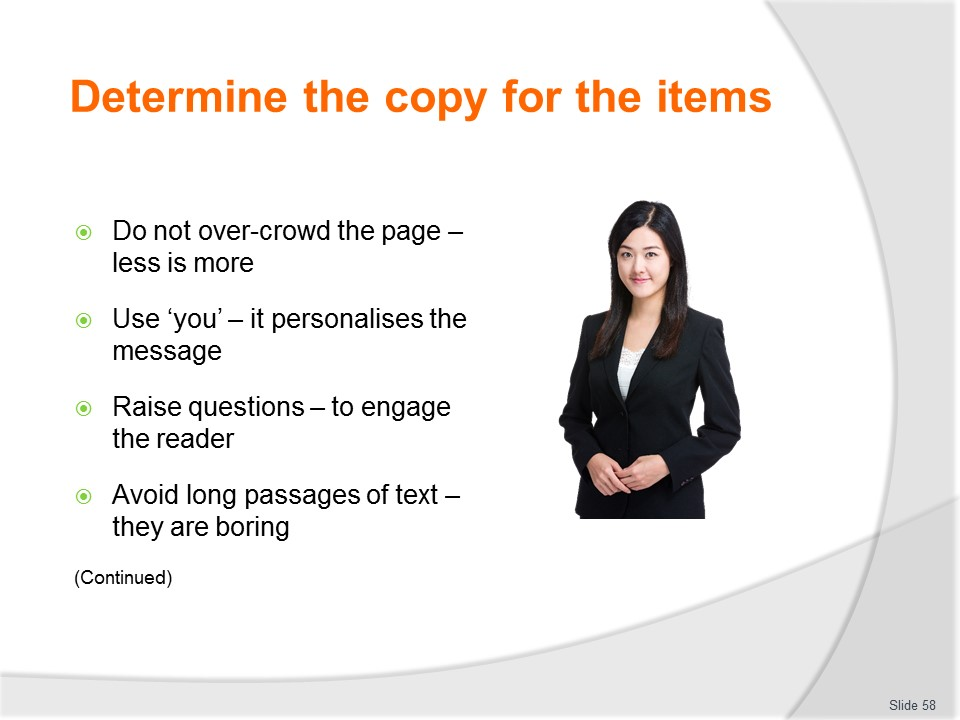 Determine the copy for the items
Do not over-crowd the page –
less is more
Use ‘you’ – it personalises the
message
Raise questions – to engage
the reader
Avoid long passages of text –
they are boring
(Continued)
Slide 58